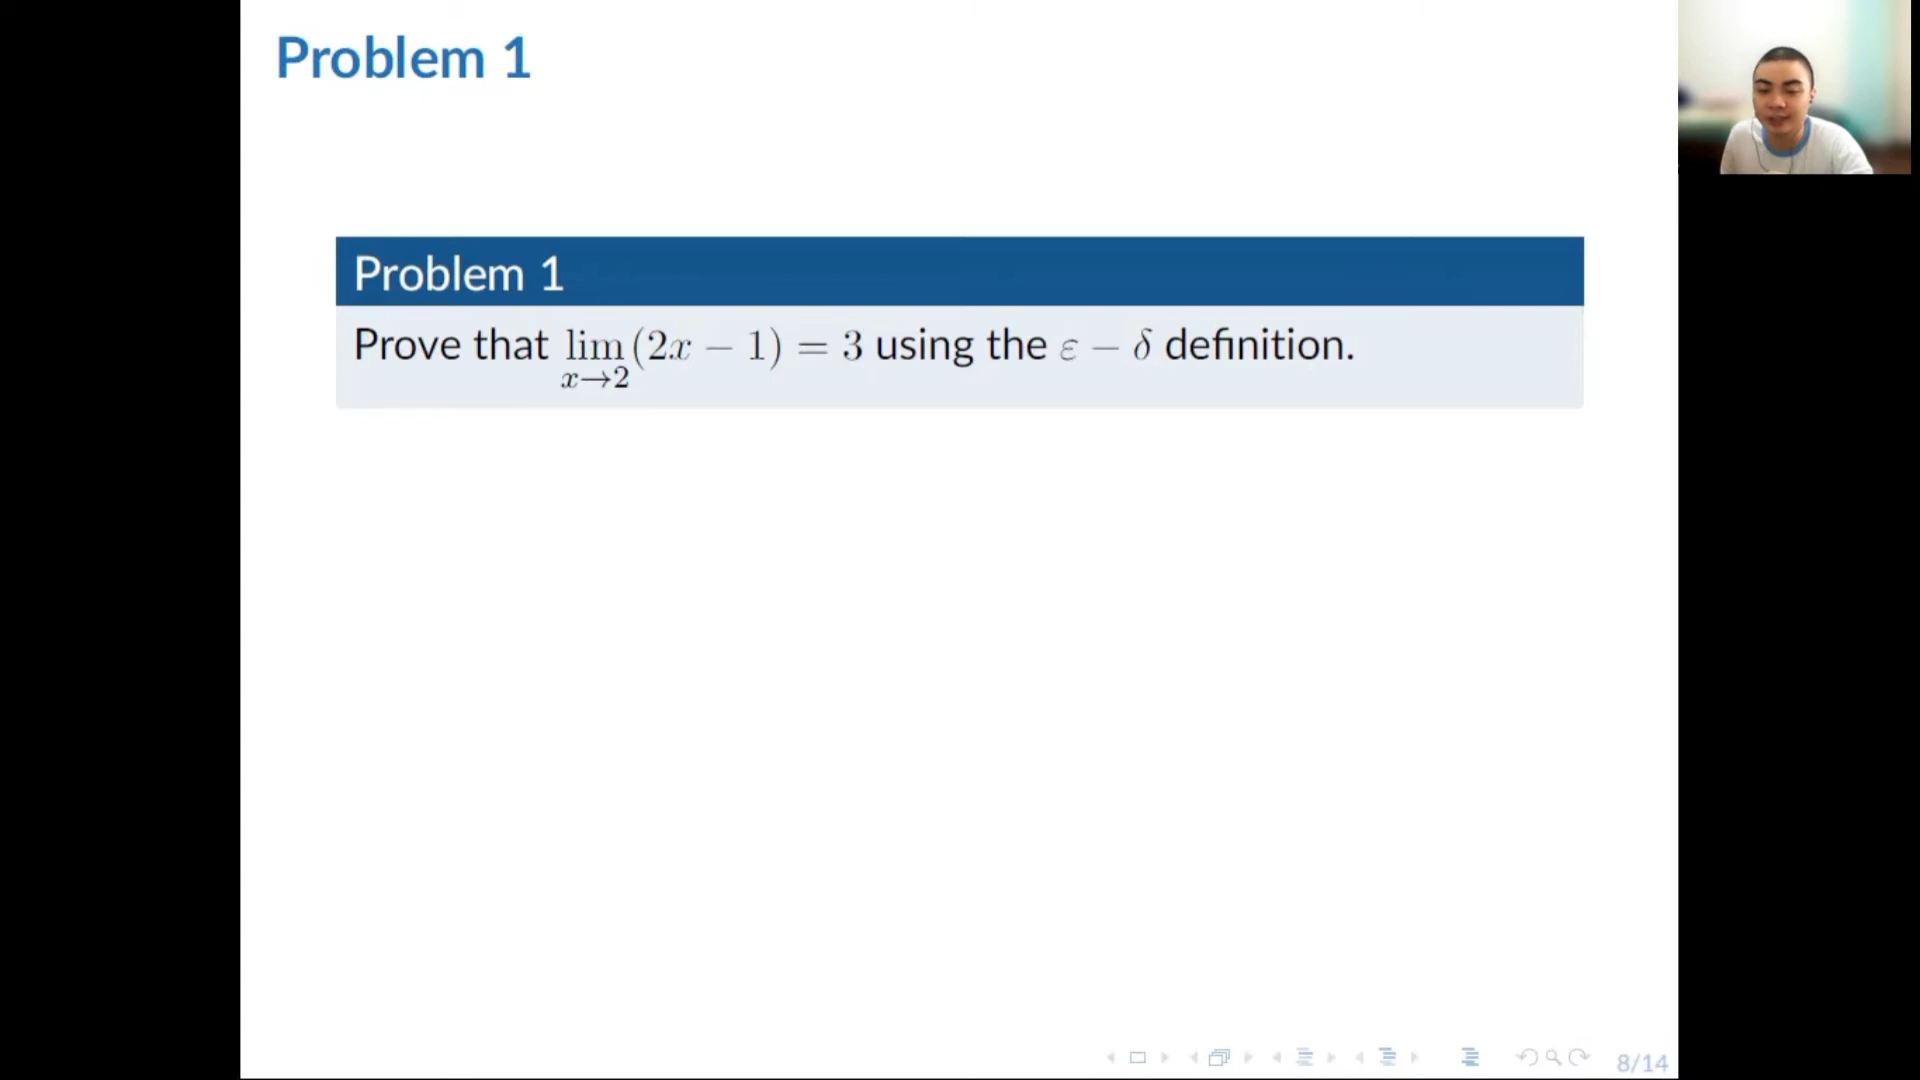 Problem 1
Problem 1
Prove that lim (2x − 1) = 3 using the ε − δ definition.
x→2
8/14